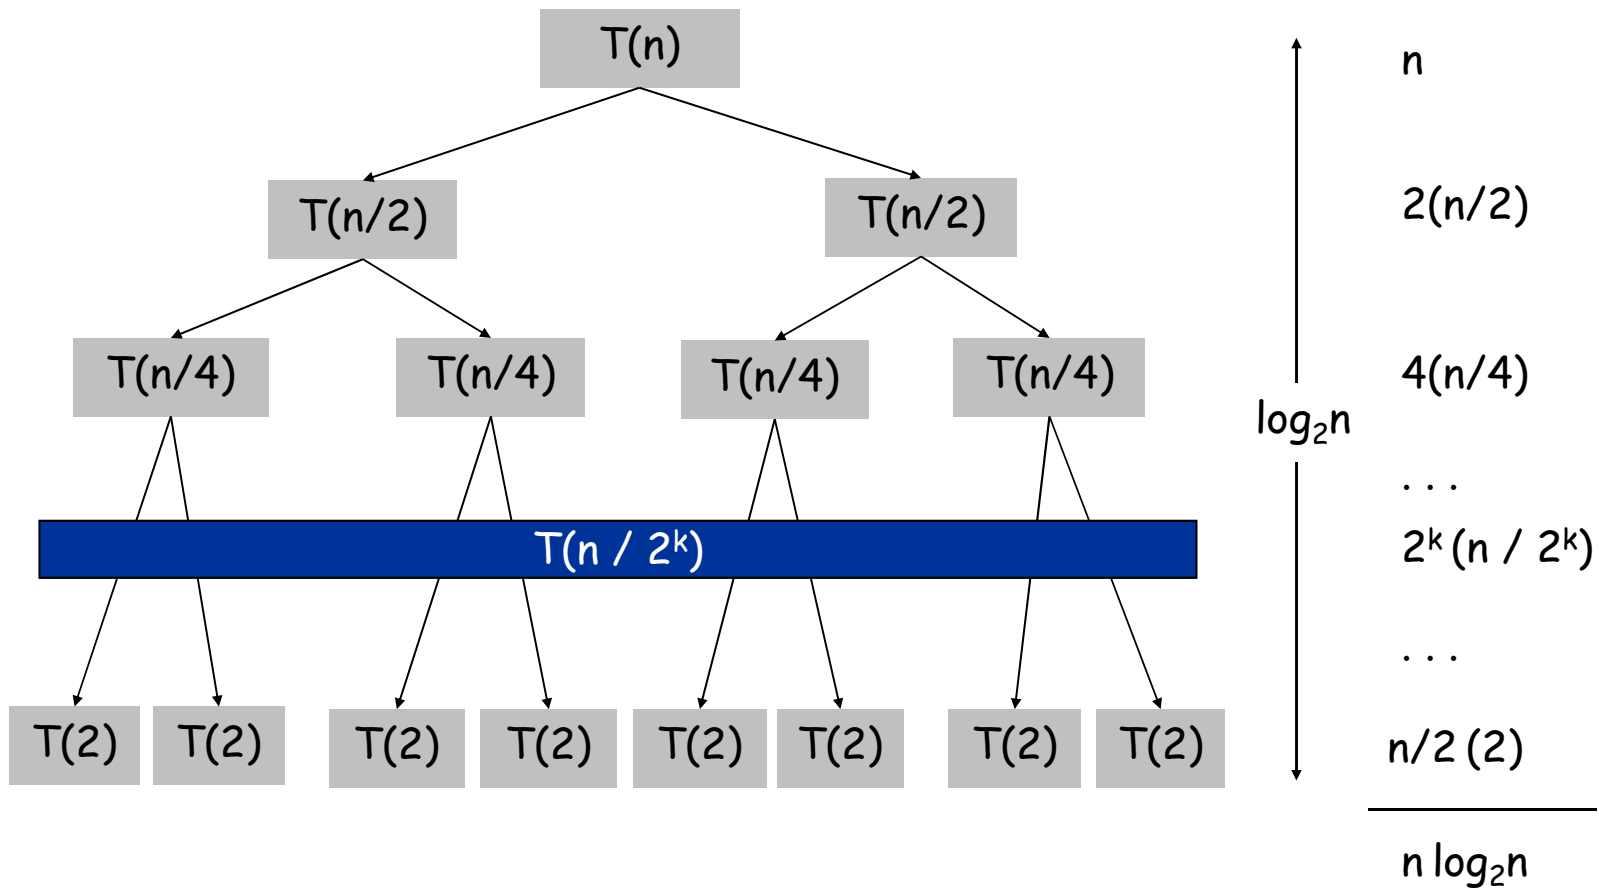 T(n) n
T(n/2) T(n/2) 2(n/2)
T(n/4) T(n/4) T(n/4) T(n/4) 4(n/4)
log₂n
. . .
T(n / 2ᵏ) 2ᵏ (n / 2ᵏ)
. . .
T(2) T(2) T(2) T(2) T(2) T(2) T(2) T(2) n/2 (2)
n log₂n